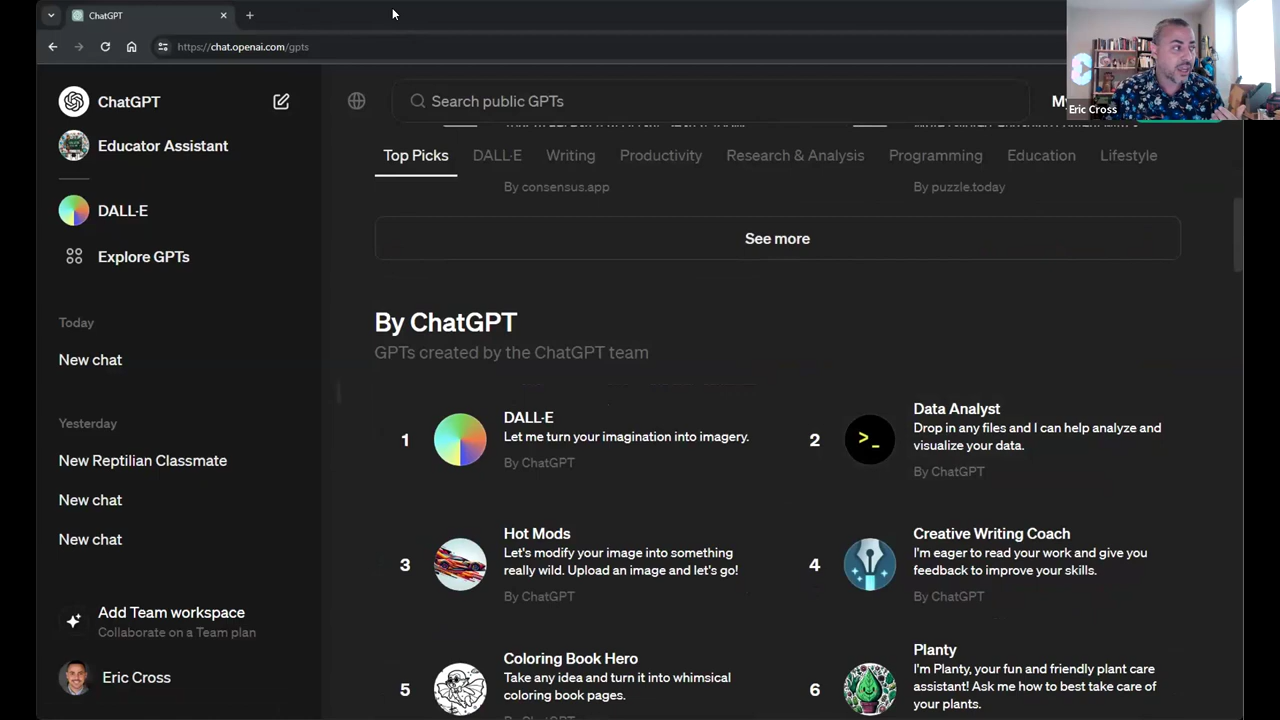 ChatGPT
https://chat.openai.com/gpts
Eric Cross
ChatGPT
Educator Assistant
DALL·E
Explore GPTs
Today
New chat
Yesterday
New Reptilian Classmate
New chat
New chat
Add Team workspace
Collaborate on a Team plan
Eric Cross
Search public GPTs
Top Picks
DALL·E
Writing
Productivity
Research & Analysis
Programming
Education
Lifestyle
By consensus.app
By puzzle.today
See more
By ChatGPT
GPTs created by the ChatGPT team
1
DALL·E
Let me turn your imagination into imagery.
By ChatGPT
2
Data Analyst
Drop in any files and I can help analyze and
visualize your data.
By ChatGPT
3
Hot Mods
Let's modify your image into something
really wild. Upload an image and let's go!
By ChatGPT
4
Creative Writing Coach
I'm eager to read your work and give you
feedback to improve your skills.
By ChatGPT
5
Coloring Book Hero
Take any idea and turn it into whimsical
coloring book pages.
By ChatGPT
6
Planty
I'm Planty, your fun and friendly plant care
assistant! Ask me how to best take care of
your plants.